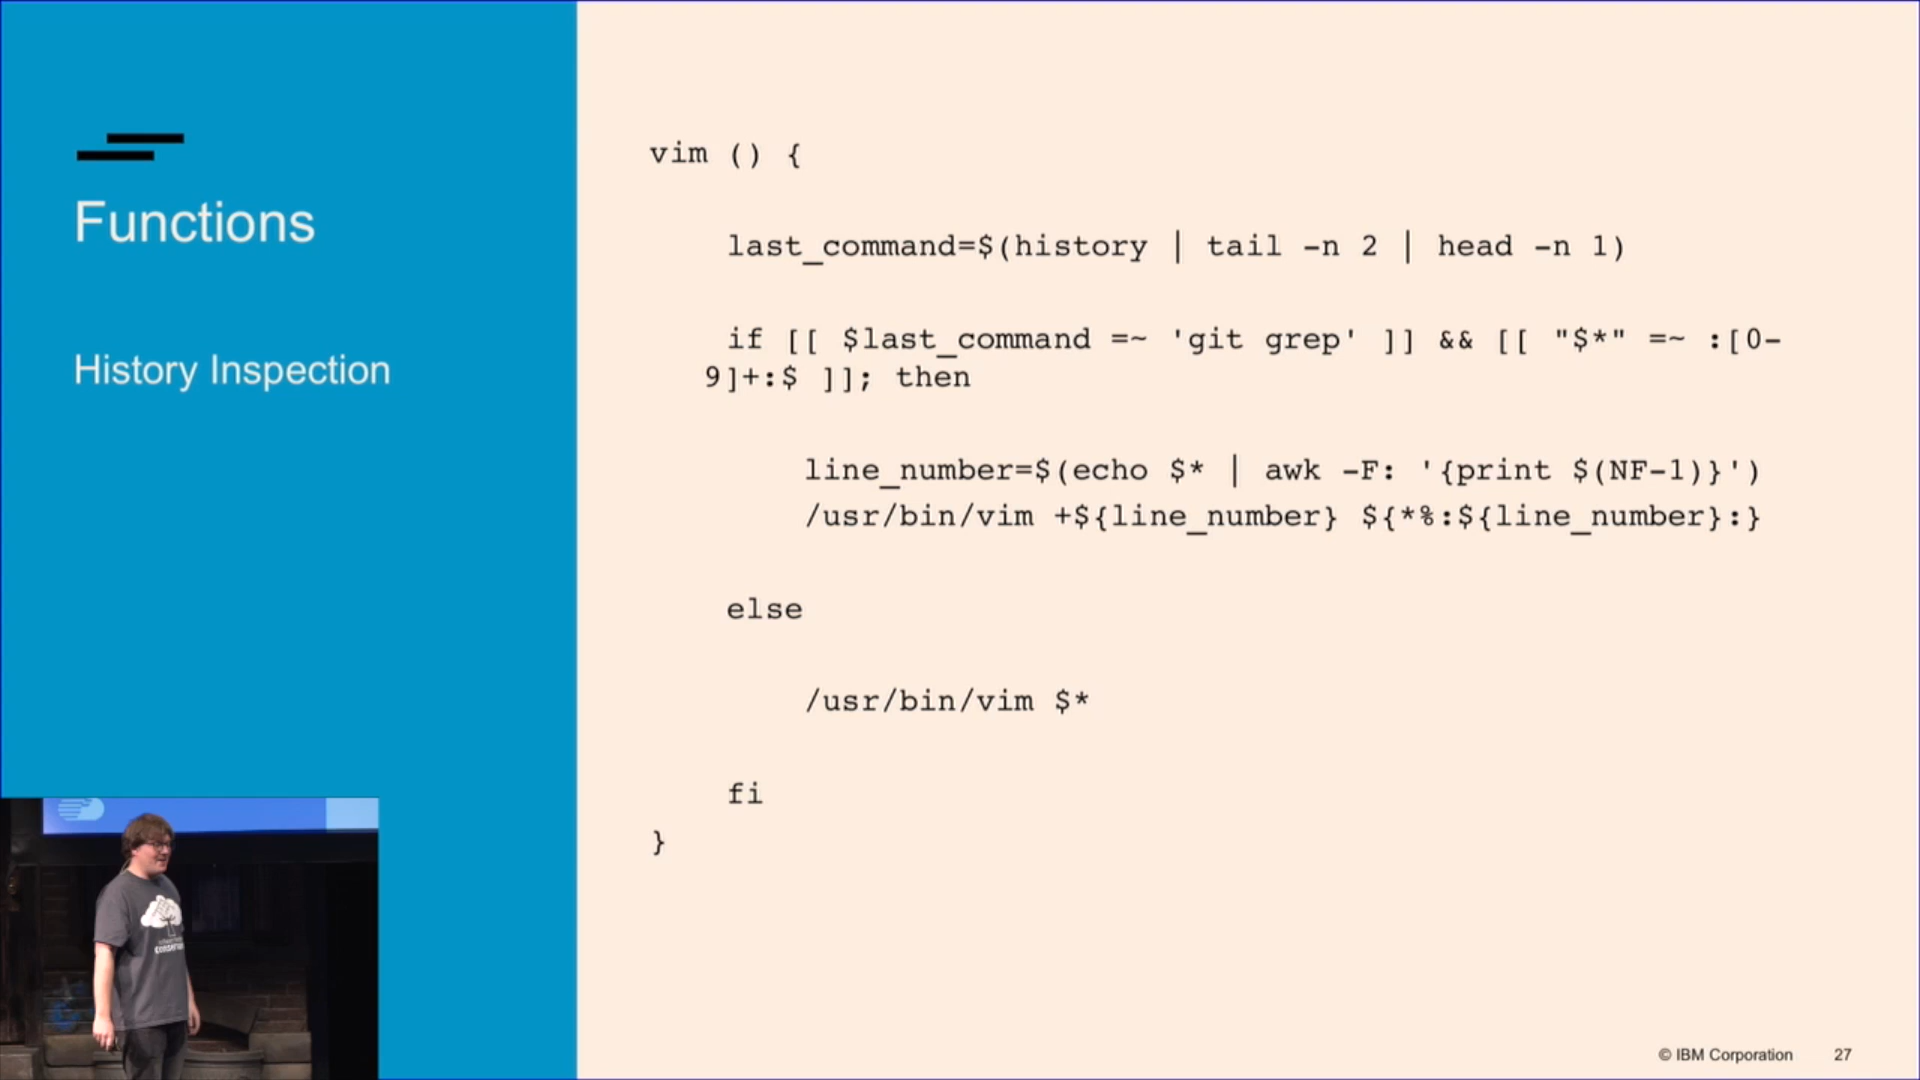 Functions
History Inspection
vim () {
last_command=$(history | tail -n 2 | head -n 1)
if [[ $last_command =~ 'git grep' ]] && [[ "$*" =~ :[0-
9]+:$ ]]; then
line_number=$(echo $* | awk -F: '{print $(NF-1)}')
/usr/bin/vim +${line_number} ${*%:${line_number}:}
else
/usr/bin/vim $*
fi
}
© IBM Corporation 27